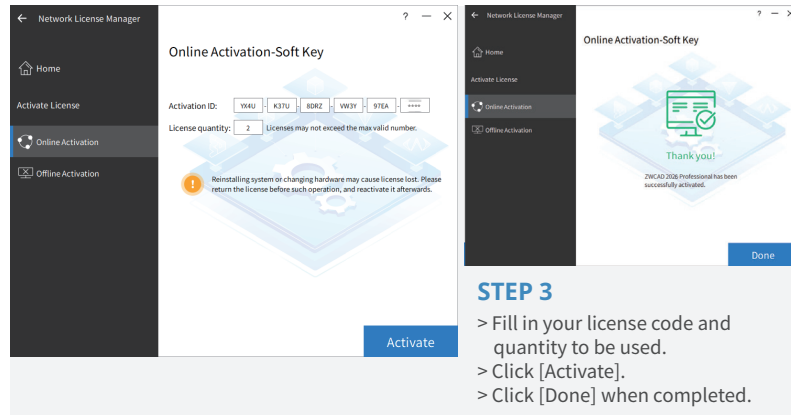 Network License Manager
? — ×
Home
Activate License
Online Activation
Offline Activation
Online Activation-Soft Key
Activation ID: YX4U - K37U - 8DRZ - VW3Y - 97EA - ****
License quantity: 2 Licenses may not exceed the max valid number.
! Reinstalling system or changing hardware may cause license lost. Please
return the license before such operation, and reactivate it afterwards.
Activate
Network License Manager
? — ×
Home
Activate License
Online Activation
Offline Activation
Online Activation-Soft Key
Thank you!
ZWCAD 2026 Professional has been
successfully activated.
Done
STEP 3
> Fill in your license code and
quantity to be used.
> Click [Activate].
> Click [Done] when completed.